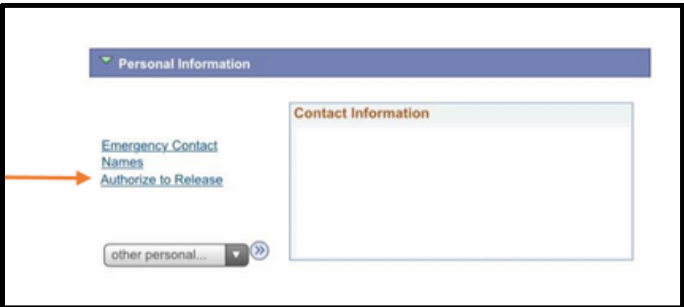 Personal Information
Contact Information
Emergency Contact
Names
Authorize to Release
other personal...